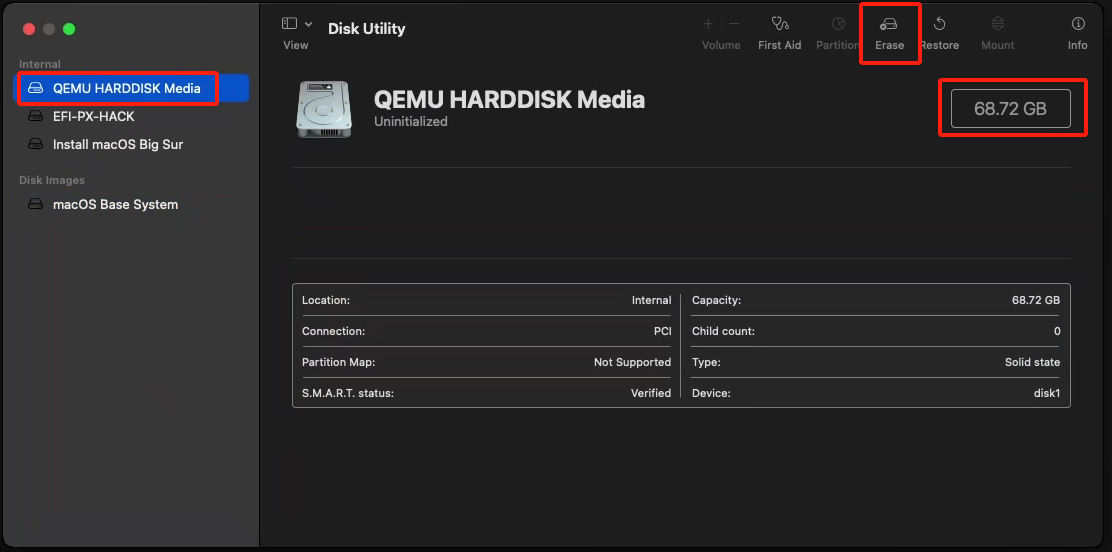 View
Disk Utility
Volume
First Aid
Partition
Erase
Restore
Mount
Info
Internal
QEMU HARDDISK Media
EFI-PX-HACK
Install macOS Big Sur
Disk Images
macOS Base System
QEMU HARDDISK Media
Uninitialized
68.72 GB
Location: Internal
Connection: PCI
Partition Map: Not Supported
S.M.A.R.T. status: Verified
Capacity: 68.72 GB
Child count: 0
Type: Solid state
Device: disk1